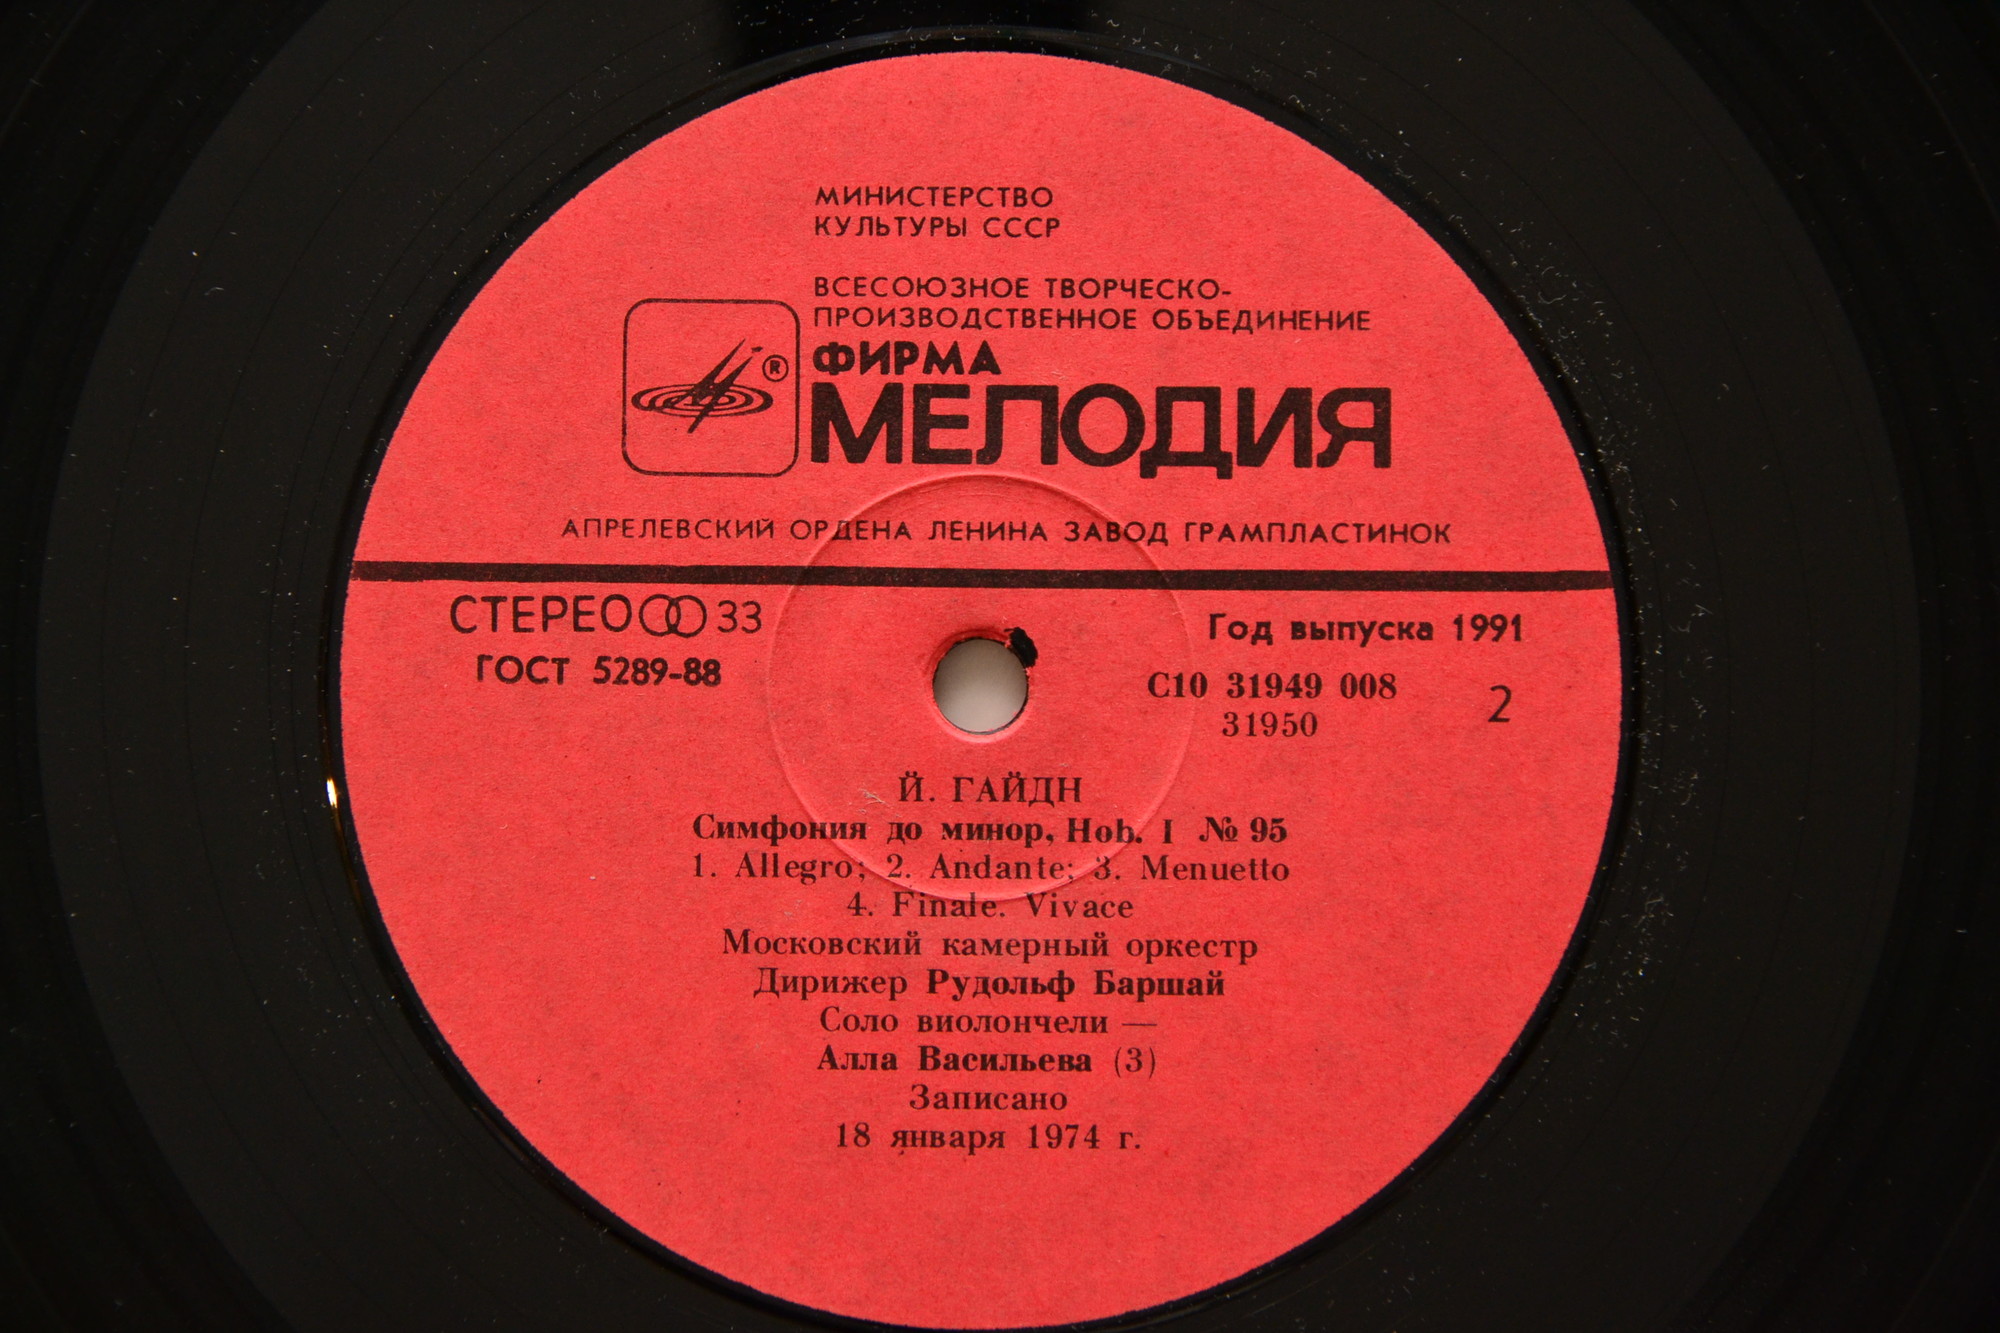 МИНИСТЕРСТВО
КУЛЬТУРЫ СССР
ВСЕСОЮЗНОЕ ТВОРЧЕСКО-
ПРОИЗВОДСТВЕННОЕ ОБЪЕДИНЕНИЕ
ФИРМА
®
МЕЛОДИЯ
АПРЕЛЕВСКИЙ ОРДЕНА ЛЕНИНА ЗАВОД ГРАМПЛАСТИНОК
СТЕРЕО 33
ГОСТ 5289-88
Год выпуска 1991
С10 31949 008
31950
2
Й. ГАЙДН
Симфония до минор, Hob. I № 95
1. Allegro; 2. Andante; 3. Menuetto
4. Finale. Vivace
Московский камерный оркестр
Дирижер Рудольф Баршай
Соло виолончели —
Алла Васильева (3)
Записано
18 января 1974 г.